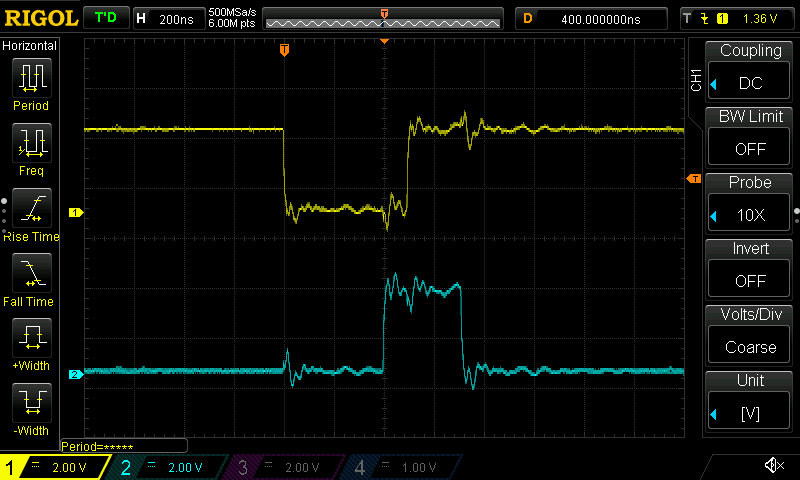 RIGOL T'D H 200ns 500MSa/s 6.00M pts T D 400.000000ns T 1 1.36 V
Horizontal
Period
Freq
Rise Time
Fall Time
+Width
-Width
T
1
2
T
CH1
Coupling
DC
BW Limit
OFF
Probe
10X
Invert
OFF
Volts/Div
Coarse
Unit
[V]
Period=*****
1 2.00 V 2 2.00 V 3 2.00 V 4 1.00 V